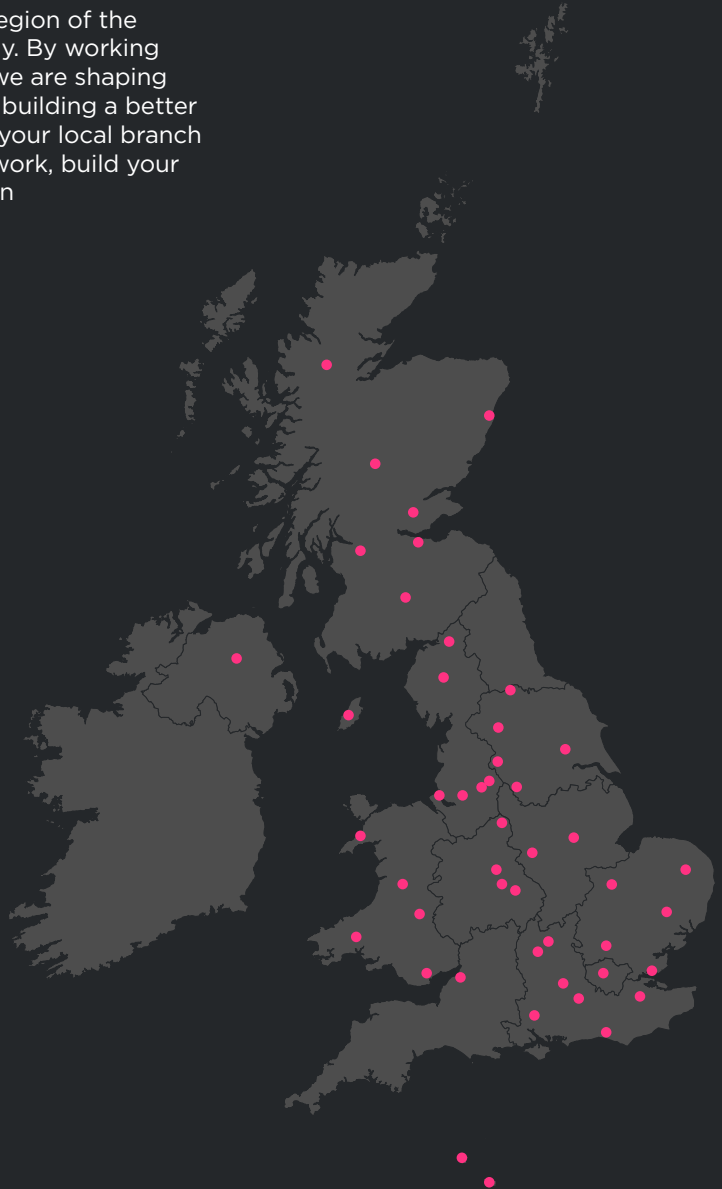 egion of the
y. By working
we are shaping
building a better
your local branch
work, build your
n